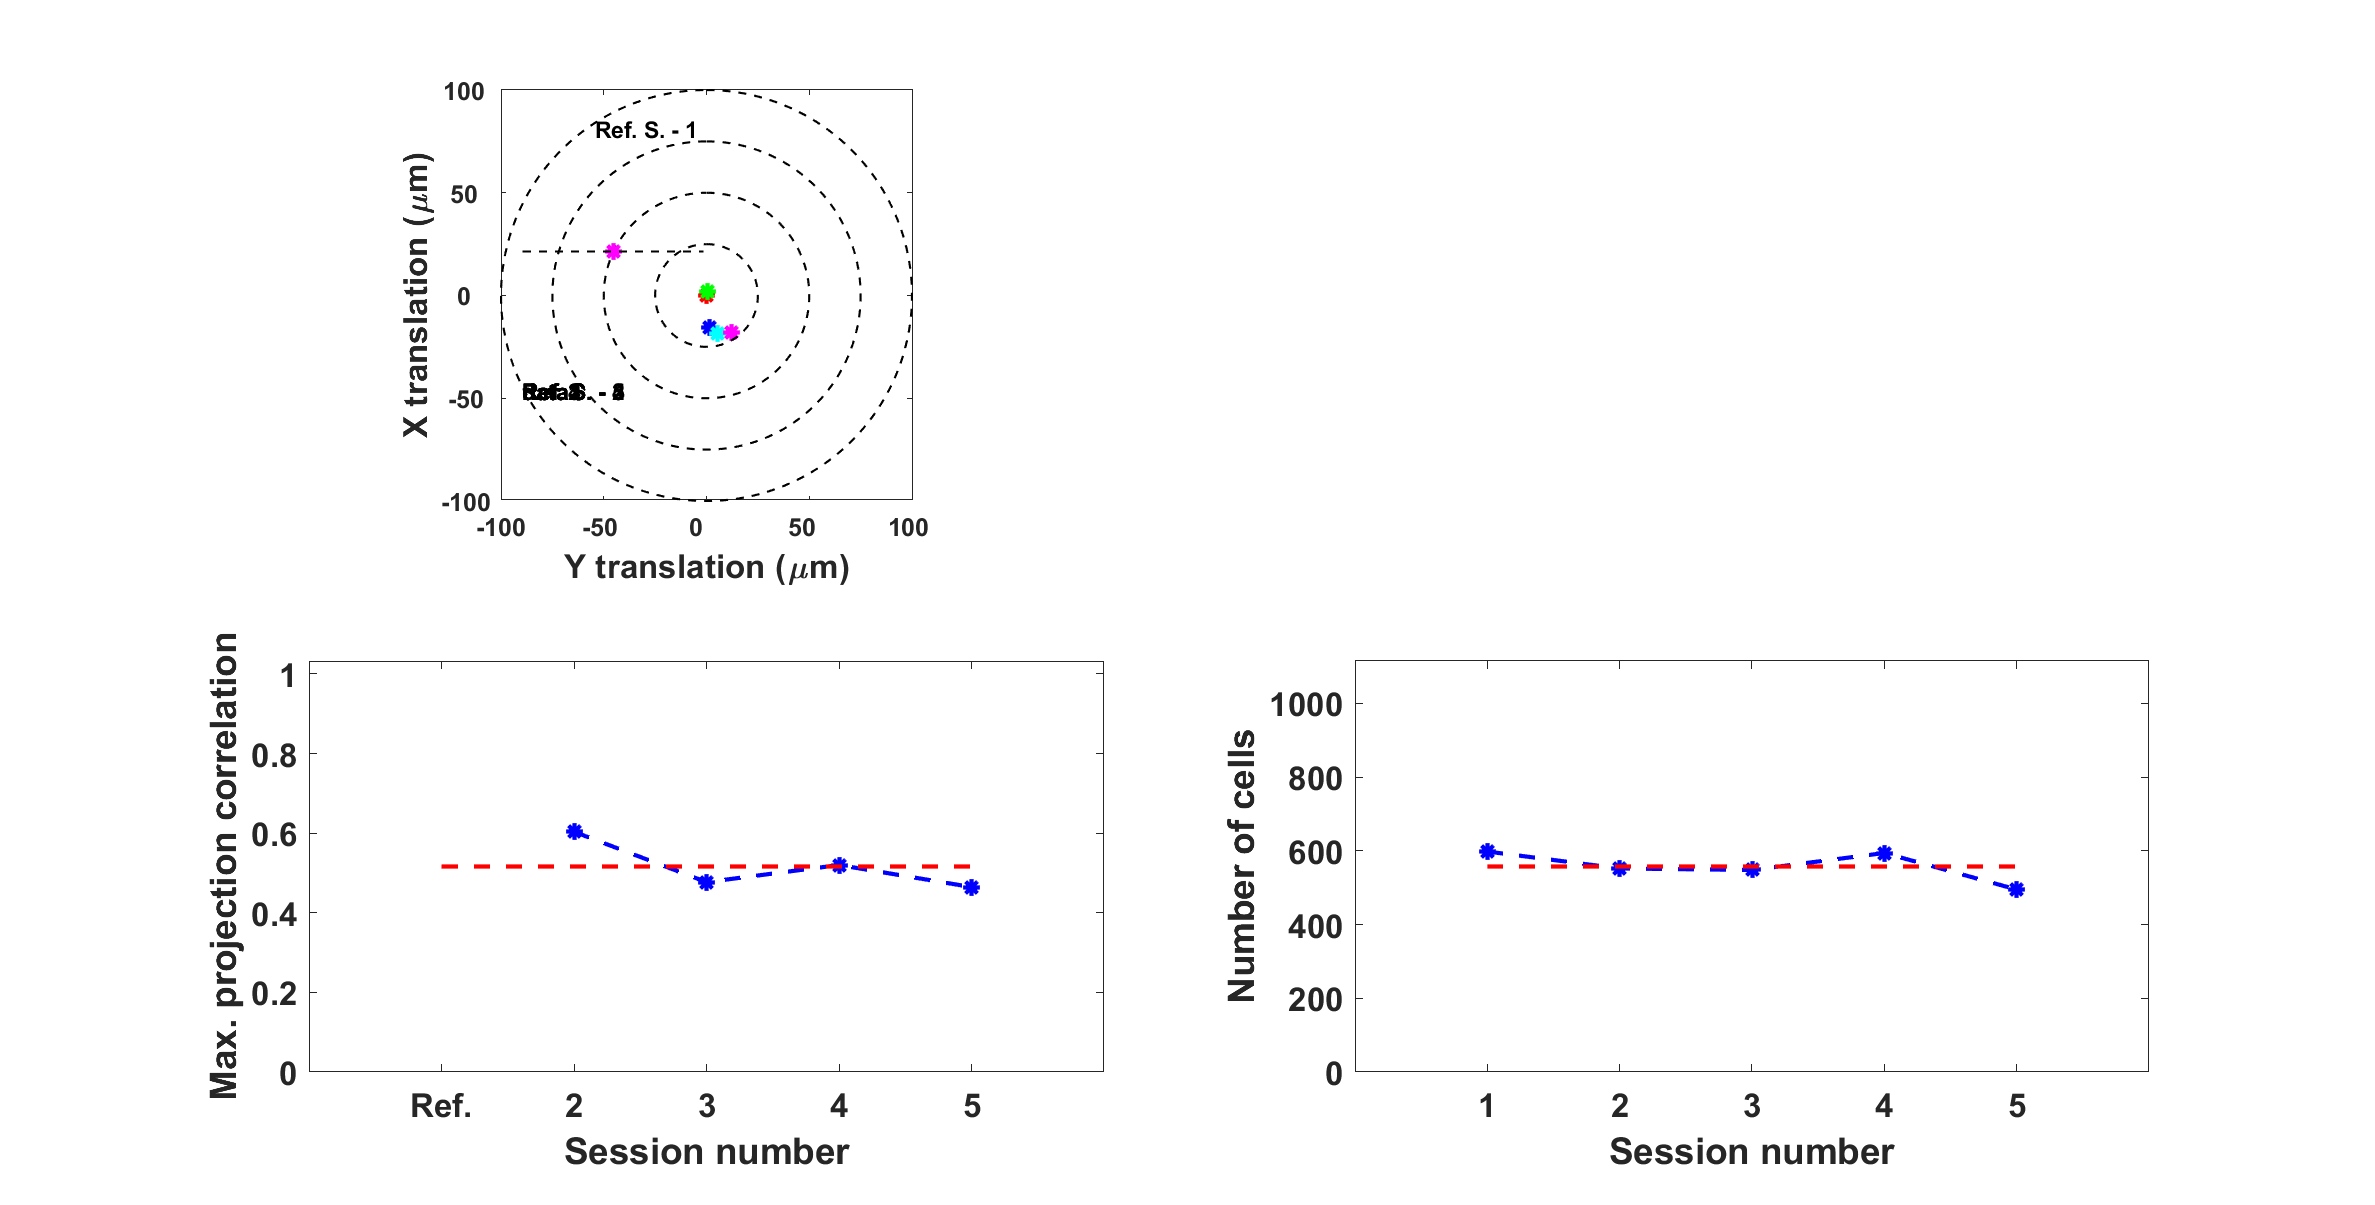 100
Ref. S. - 1
50
0
-50
-100
X translation (μm)
-100 -50 0 50 100
Y translation (μm)
1
0.8
0.6
0.4
0.2
0
Max. projection correlation
Ref. 2 3 4 5
Session number
1000
800
600
400
200
0
Number of cells
1 2 3 4 5
Session number